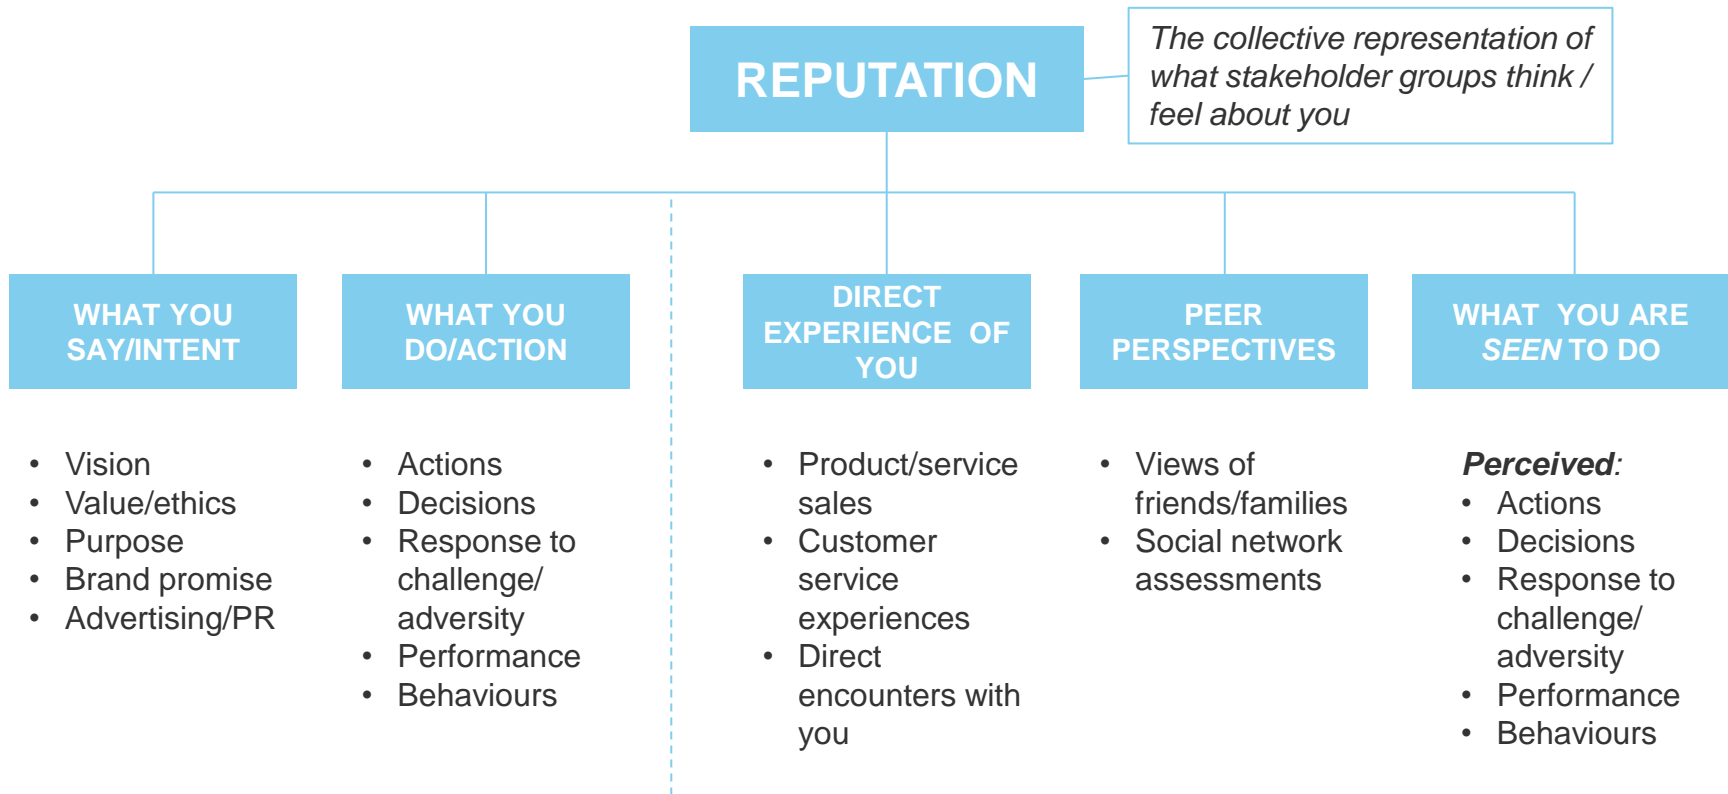 REPUTATION
The collective representation of
what stakeholder groups think /
feel about you
WHAT YOU
SAY/INTENT
WHAT YOU
DO/ACTION
DIRECT
EXPERIENCE OF
YOU
PEER
PERSPECTIVES
WHAT YOU ARE
SEEN TO DO
• Vision
• Value/ethics
• Purpose
• Brand promise
• Advertising/PR
• Actions
• Decisions
• Response to
challenge/
adversity
• Performance
• Behaviours
• Product/service
sales
• Customer
service
experiences
• Direct
encounters with
you
• Views of
friends/families
• Social network
assessments
Perceived:
• Actions
• Decisions
• Response to
challenge/
adversity
• Performance
• Behaviours